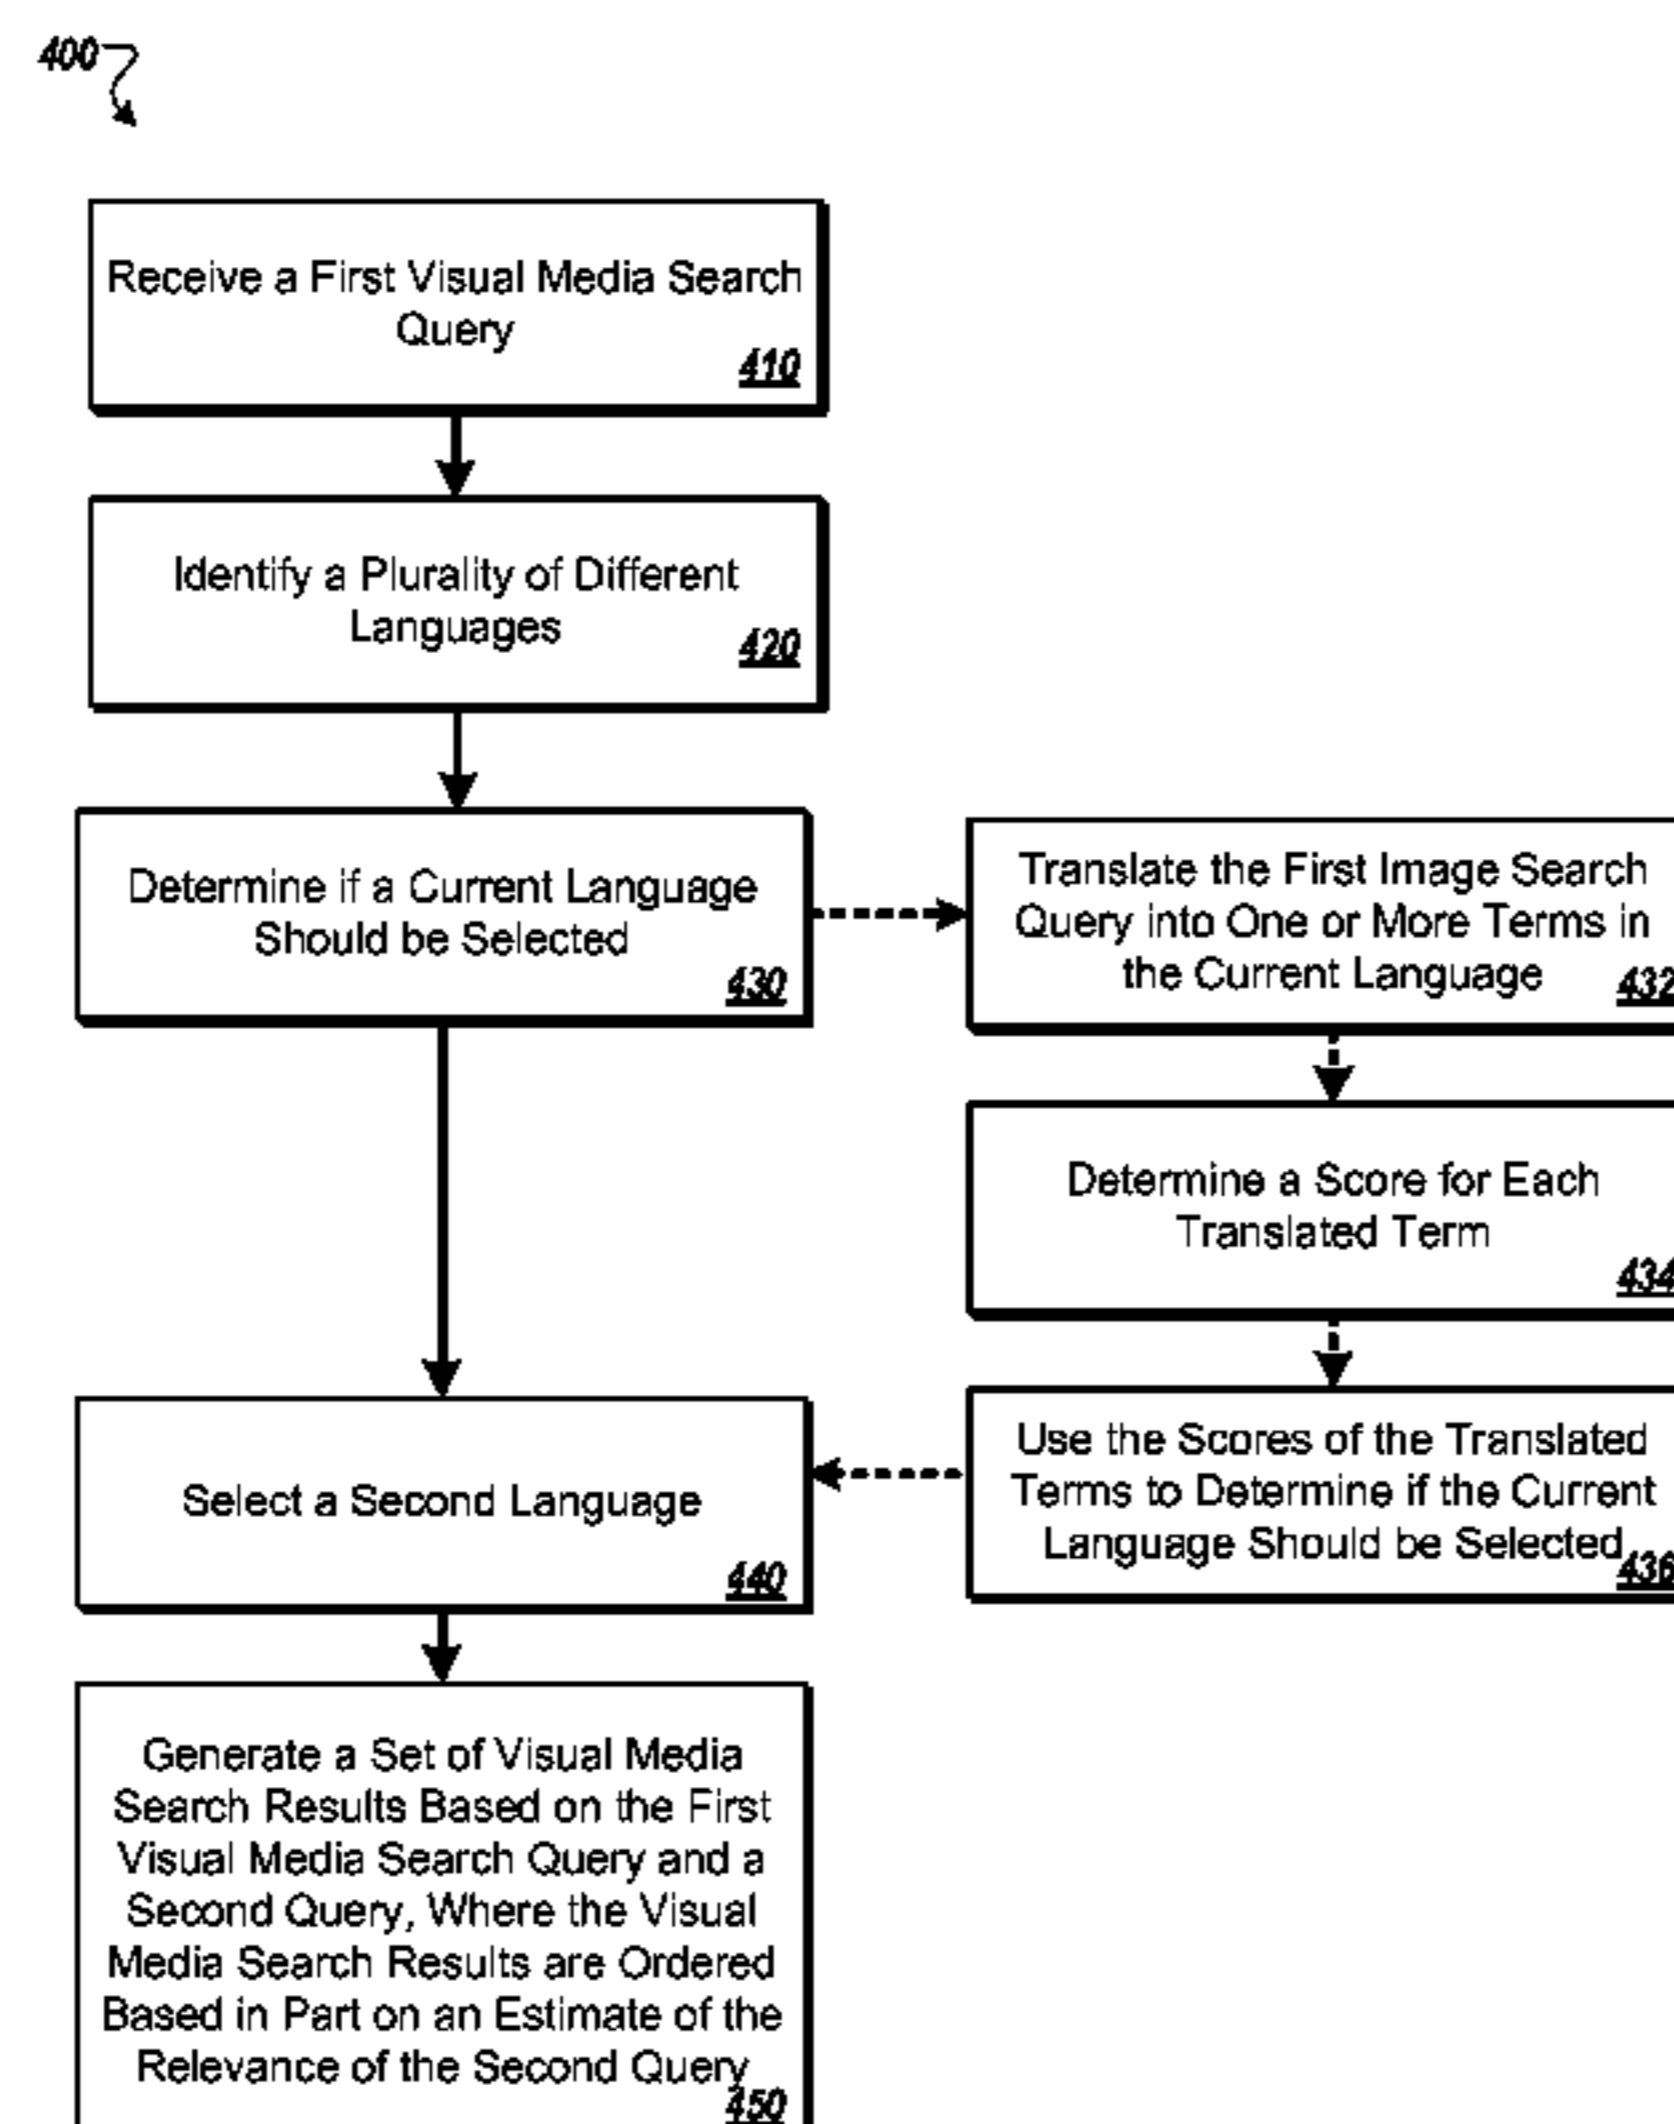 400
Receive a First Visual Media Search
Query
410
Identify a Plurality of Different
Languages
420
Determine if a Current Language
Should be Selected
430
Translate the First Image Search
Query into One or More Terms in
the Current Language
432
Determine a Score for Each
Translated Term
434
Use the Scores of the Translated
Terms to Determine if the Current
Language Should be Selected
436
Select a Second Language
440
Generate a Set of Visual Media
Search Results Based on the First
Visual Media Search Query and a
Second Query, Where the Visual
Media Search Results are Ordered
Based in Part on an Estimate of the
Relevance of the Second Query
450